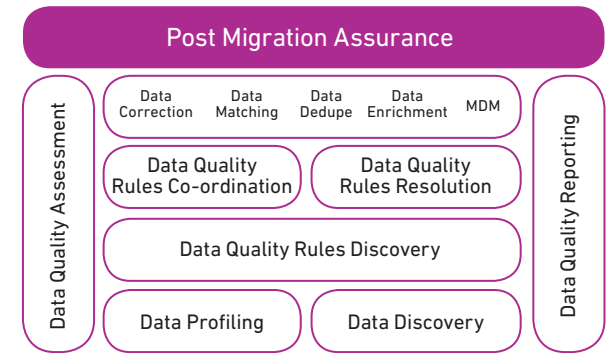 Post Migration Assurance
Data Quality Assessment
Data Correction
Data Matching
Data Dedupe
Data Enrichment
MDM
Data Quality
Rules Co-ordination
Data Quality
Rules Resolution
Data Quality Rules Discovery
Data Profiling
Data Discovery
Data Quality Reporting